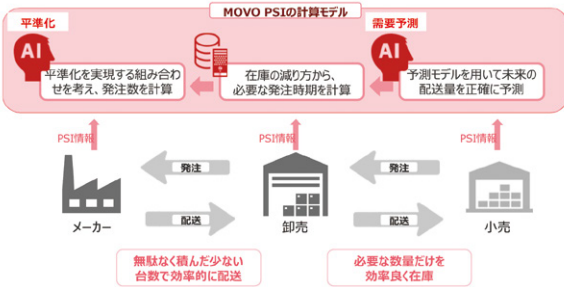 MOVO PSIの計算モデル
平準化
需要予測
AI
平準化を実現する組み合わ
せを考え、発注数を計算
在庫の減り方から、
必要な発注時期を計算
AI
予測モデルを用いて未来の
配送量を正確に予測
PSI情報
PSI情報
PSI情報
発注
発注
配送
配送
メーカー
卸売
小売
無駄なく積んだ少ない
台数で効率的に配送
必要な数量だけを
効率良く在庫